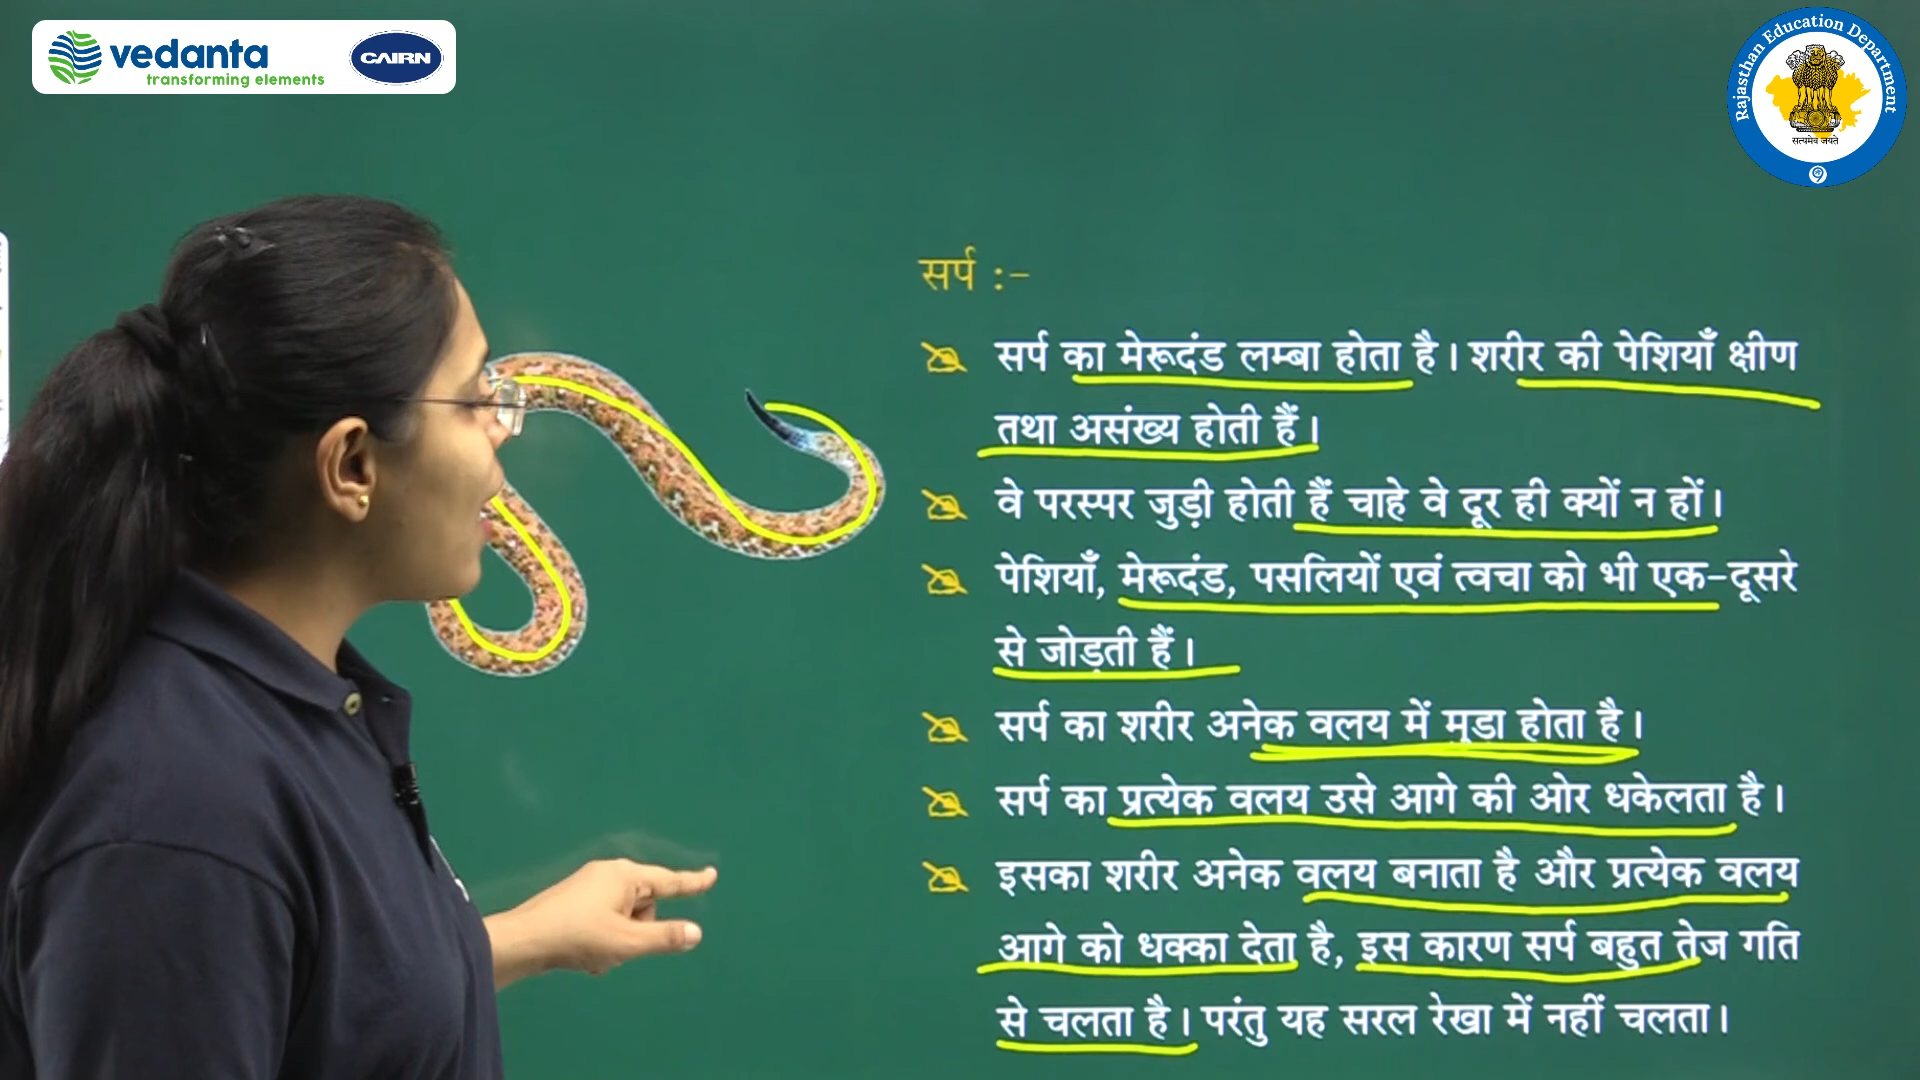 vedanta
transforming elements
CAIRN
Rajasthan Education Department
सत्यमेव जयते
सर्प :-
सर्प का मेरूदंड लम्बा होता है। शरीर की पेशियाँ क्षीण
तथा असंख्य होती हैं।
वे परस्पर जुड़ी होती हैं चाहे वे दूर ही क्यों न हों।
पेशियाँ, मेरूदंड, पसलियों एवं त्वचा को भी एक-दूसरे
से जोड़ती हैं।
सर्प का शरीर अनेक वलय में मुडा होता है।
सर्प का प्रत्येक वलय उसे आगे की ओर धकेलता है।
इसका शरीर अनेक वलय बनाता है और प्रत्येक वलय
आगे को धक्का देता है, इस कारण सर्प बहुत तेज गति
से चलता है। परंतु यह सरल रेखा में नहीं चलता।